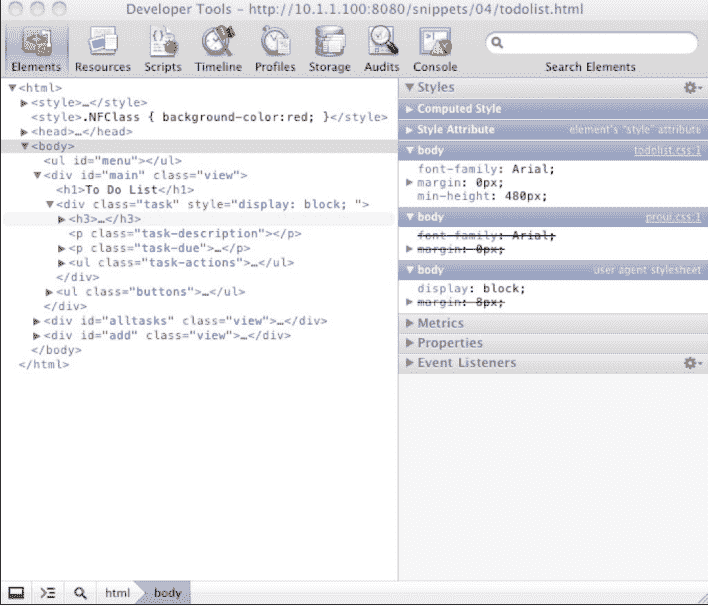 Developer Tools - http://10.1.1.100:8080/snippets/04/todolist.html
Elements Resources Scripts Timeline Profiles Storage Audits Console Search Elements
<html>
<style>…</style>
<style>.NFClass { background-color:red; }</style>
<head>…</head>
<body>
<ul id="menu"></ul>
<div id="main" class="view">
<h1>To Do List</h1>
<div class="task" style="display: block; ">
<h3>…</h3>
<p class="task-description"></p>
<p class="task-due">…</p>
<ul class="task-actions">…</ul>
</div>
<ul class="buttons">…</ul>
</div>
<div id="alltasks" class="view">…</div>
<div id="add" class="view">…</div>
</body>
</html>
Styles
Computed Style
Style Attribute element's "style" attribute
body todolist.css:1
font-family: Arial;
margin: 0px;
min-height: 480px;
body proui.css:1
font-family: Arial;
margin: 0px;
body user agent stylesheet
display: block;
margin: 8px;
Metrics
Properties
Event Listeners
html body